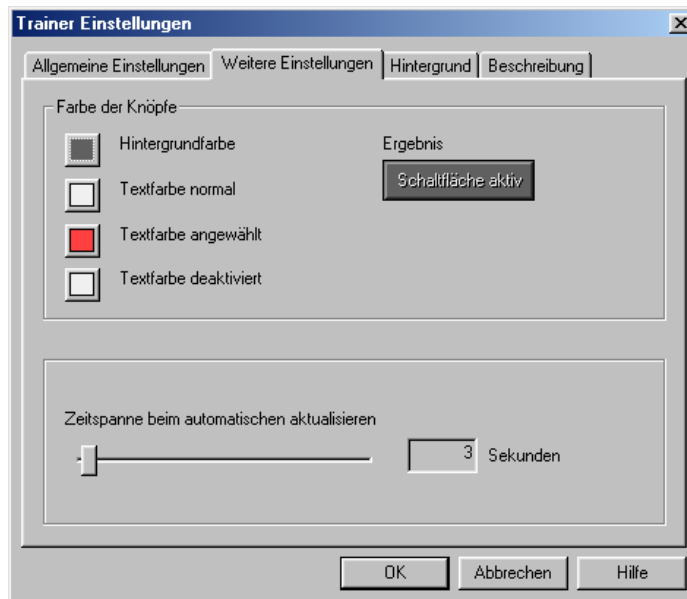 Trainer Einstellungen
Allgemeine Einstellungen
Weitere Einstellungen
Hintergrund
Beschreibung
Farbe der Knöpfe
Hintergrundfarbe
Ergebnis
Textfarbe normal
Schaltfläche aktiv
Textfarbe angewählt
Textfarbe deaktiviert
Zeitspanne beim automatischen aktualisieren
3 Sekunden
OK
Abbrechen
Hilfe